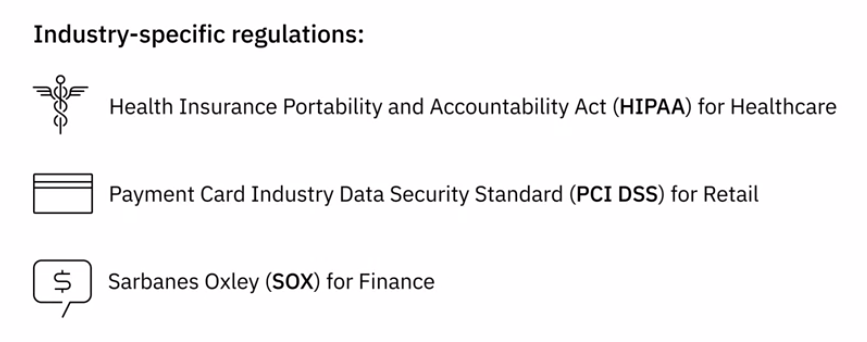 Industry-specific regulations:
Health Insurance Portability and Accountability Act (HIPAA) for Healthcare
Payment Card Industry Data Security Standard (PCI DSS) for Retail
$
Sarbanes Oxley (SOX) for Finance